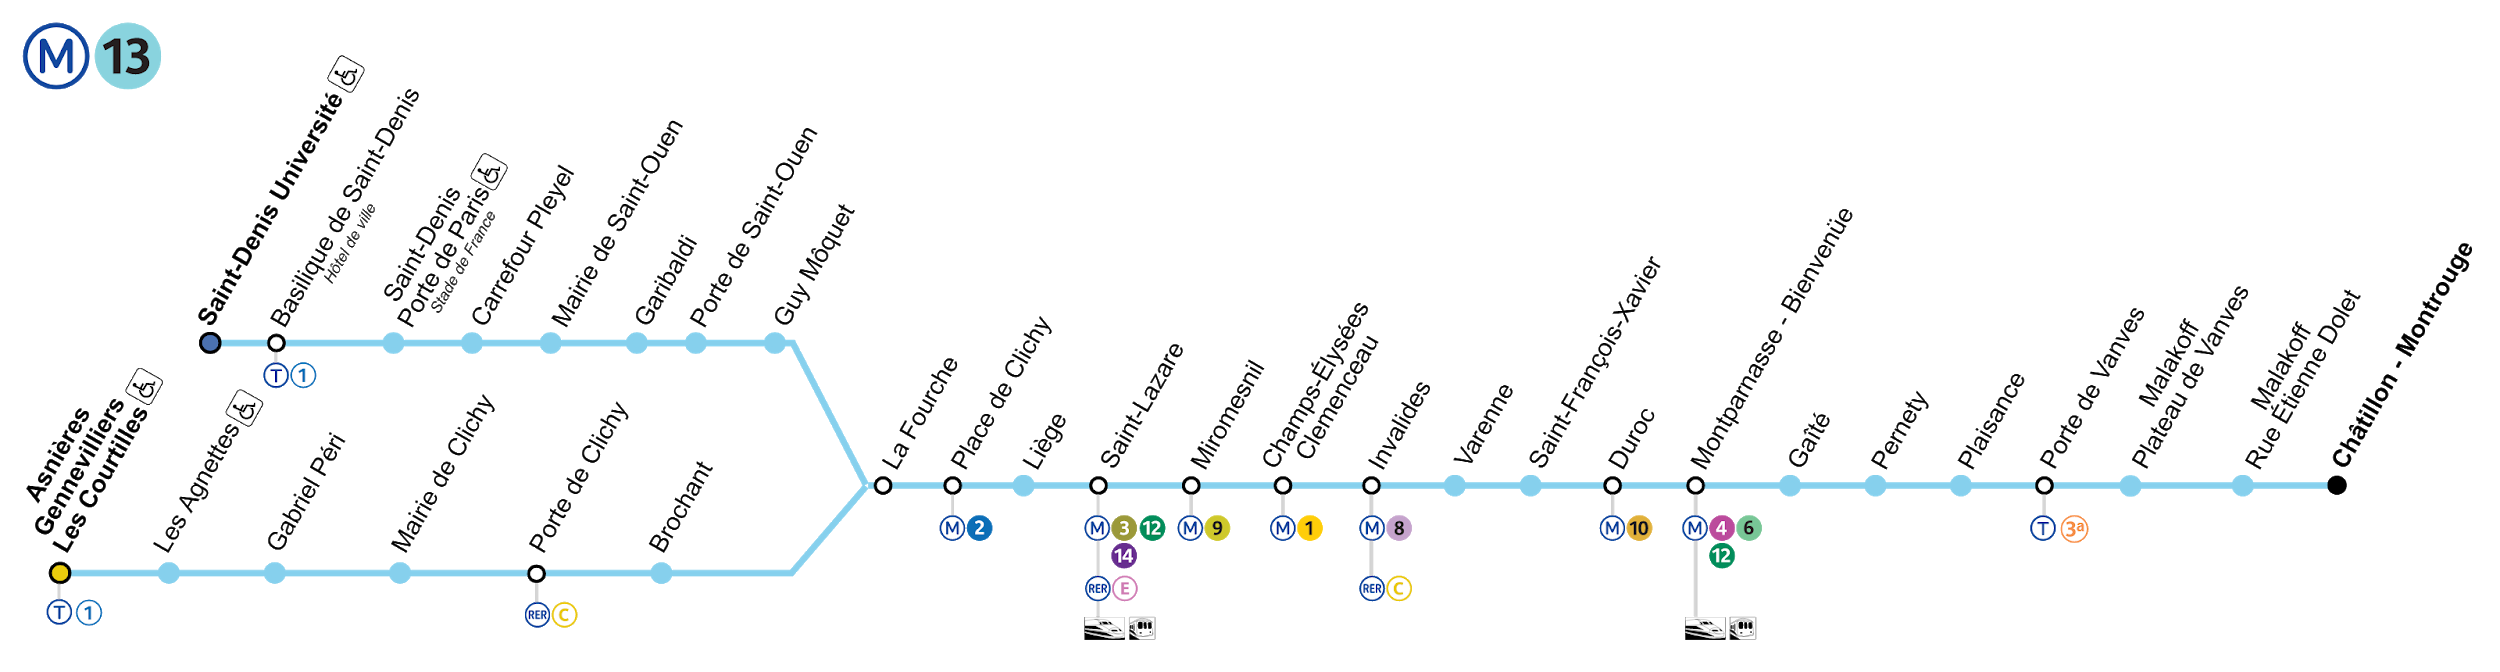 M 13
Saint-Denis Université
Basilique de Saint-Denis
Hôtel de ville
Saint-Denis
Porte de Paris
Stade de France
Carrefour Pleyel
Mairie de Saint-Ouen
Garibaldi
Porte de Saint-Ouen
Guy Môquet
T 1
Asnières
Gennevilliers
Les Courtilles
Les Agnettes
Gabriel Péri
Mairie de Clichy
Porte de Clichy
Brochant
T 1
RER C
La Fourche
Place de Clichy
Liège
Saint-Lazare
Miromesnil
Champs-Élysées
Clemenceau
Invalides
Varenne
Saint-François-Xavier
Duroc
Montparnasse - Bienvenüe
Gaîté
Pernety
Plaisance
Porte de Vanves
Malakoff
Plateau de Vanves
Malakoff
Rue Étienne Dolet
Châtillon - Montrouge
M 2
M 3 12
14
RER E
M 9
M 1
M 8
RER C
M 10
M 4 6
12
T 3a